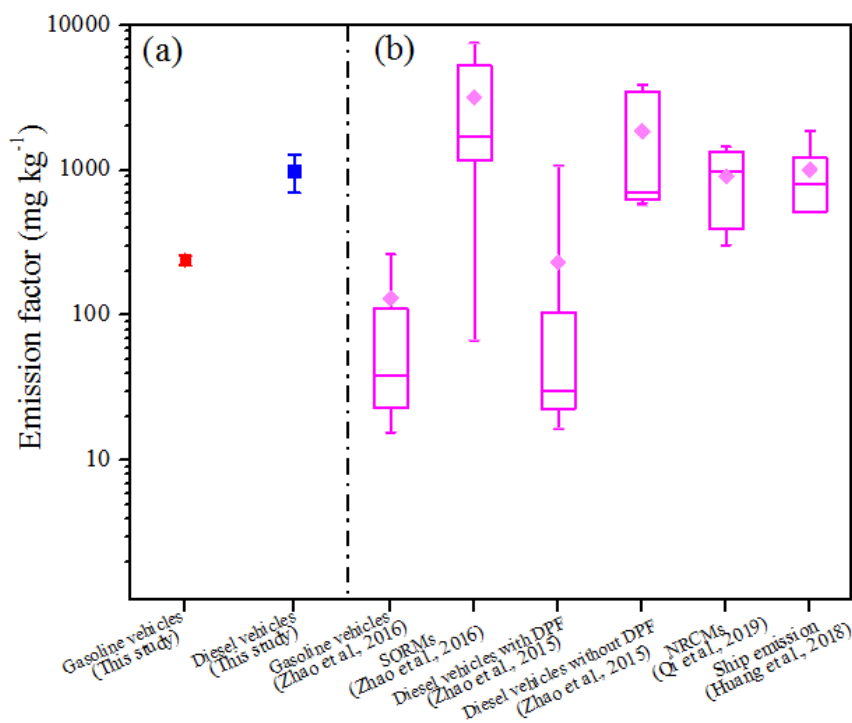 (a)
(b)
10000
1000
100
10
Emission factor (mg kg⁻¹)
Gasoline vehicles
(This study)
Diesel vehicles
(This study)
Gasoline vehicles
(Zhao et al., 2016)
SORMs
(Zhao et al., 2016)
Diesel vehicles with DPF
(Zhao et al., 2015)
Diesel vehicles without DPF
(Zhao et al., 2015)
NRCMs
(Qi et al., 2019)
Ship emission
(Huang et al., 2018)